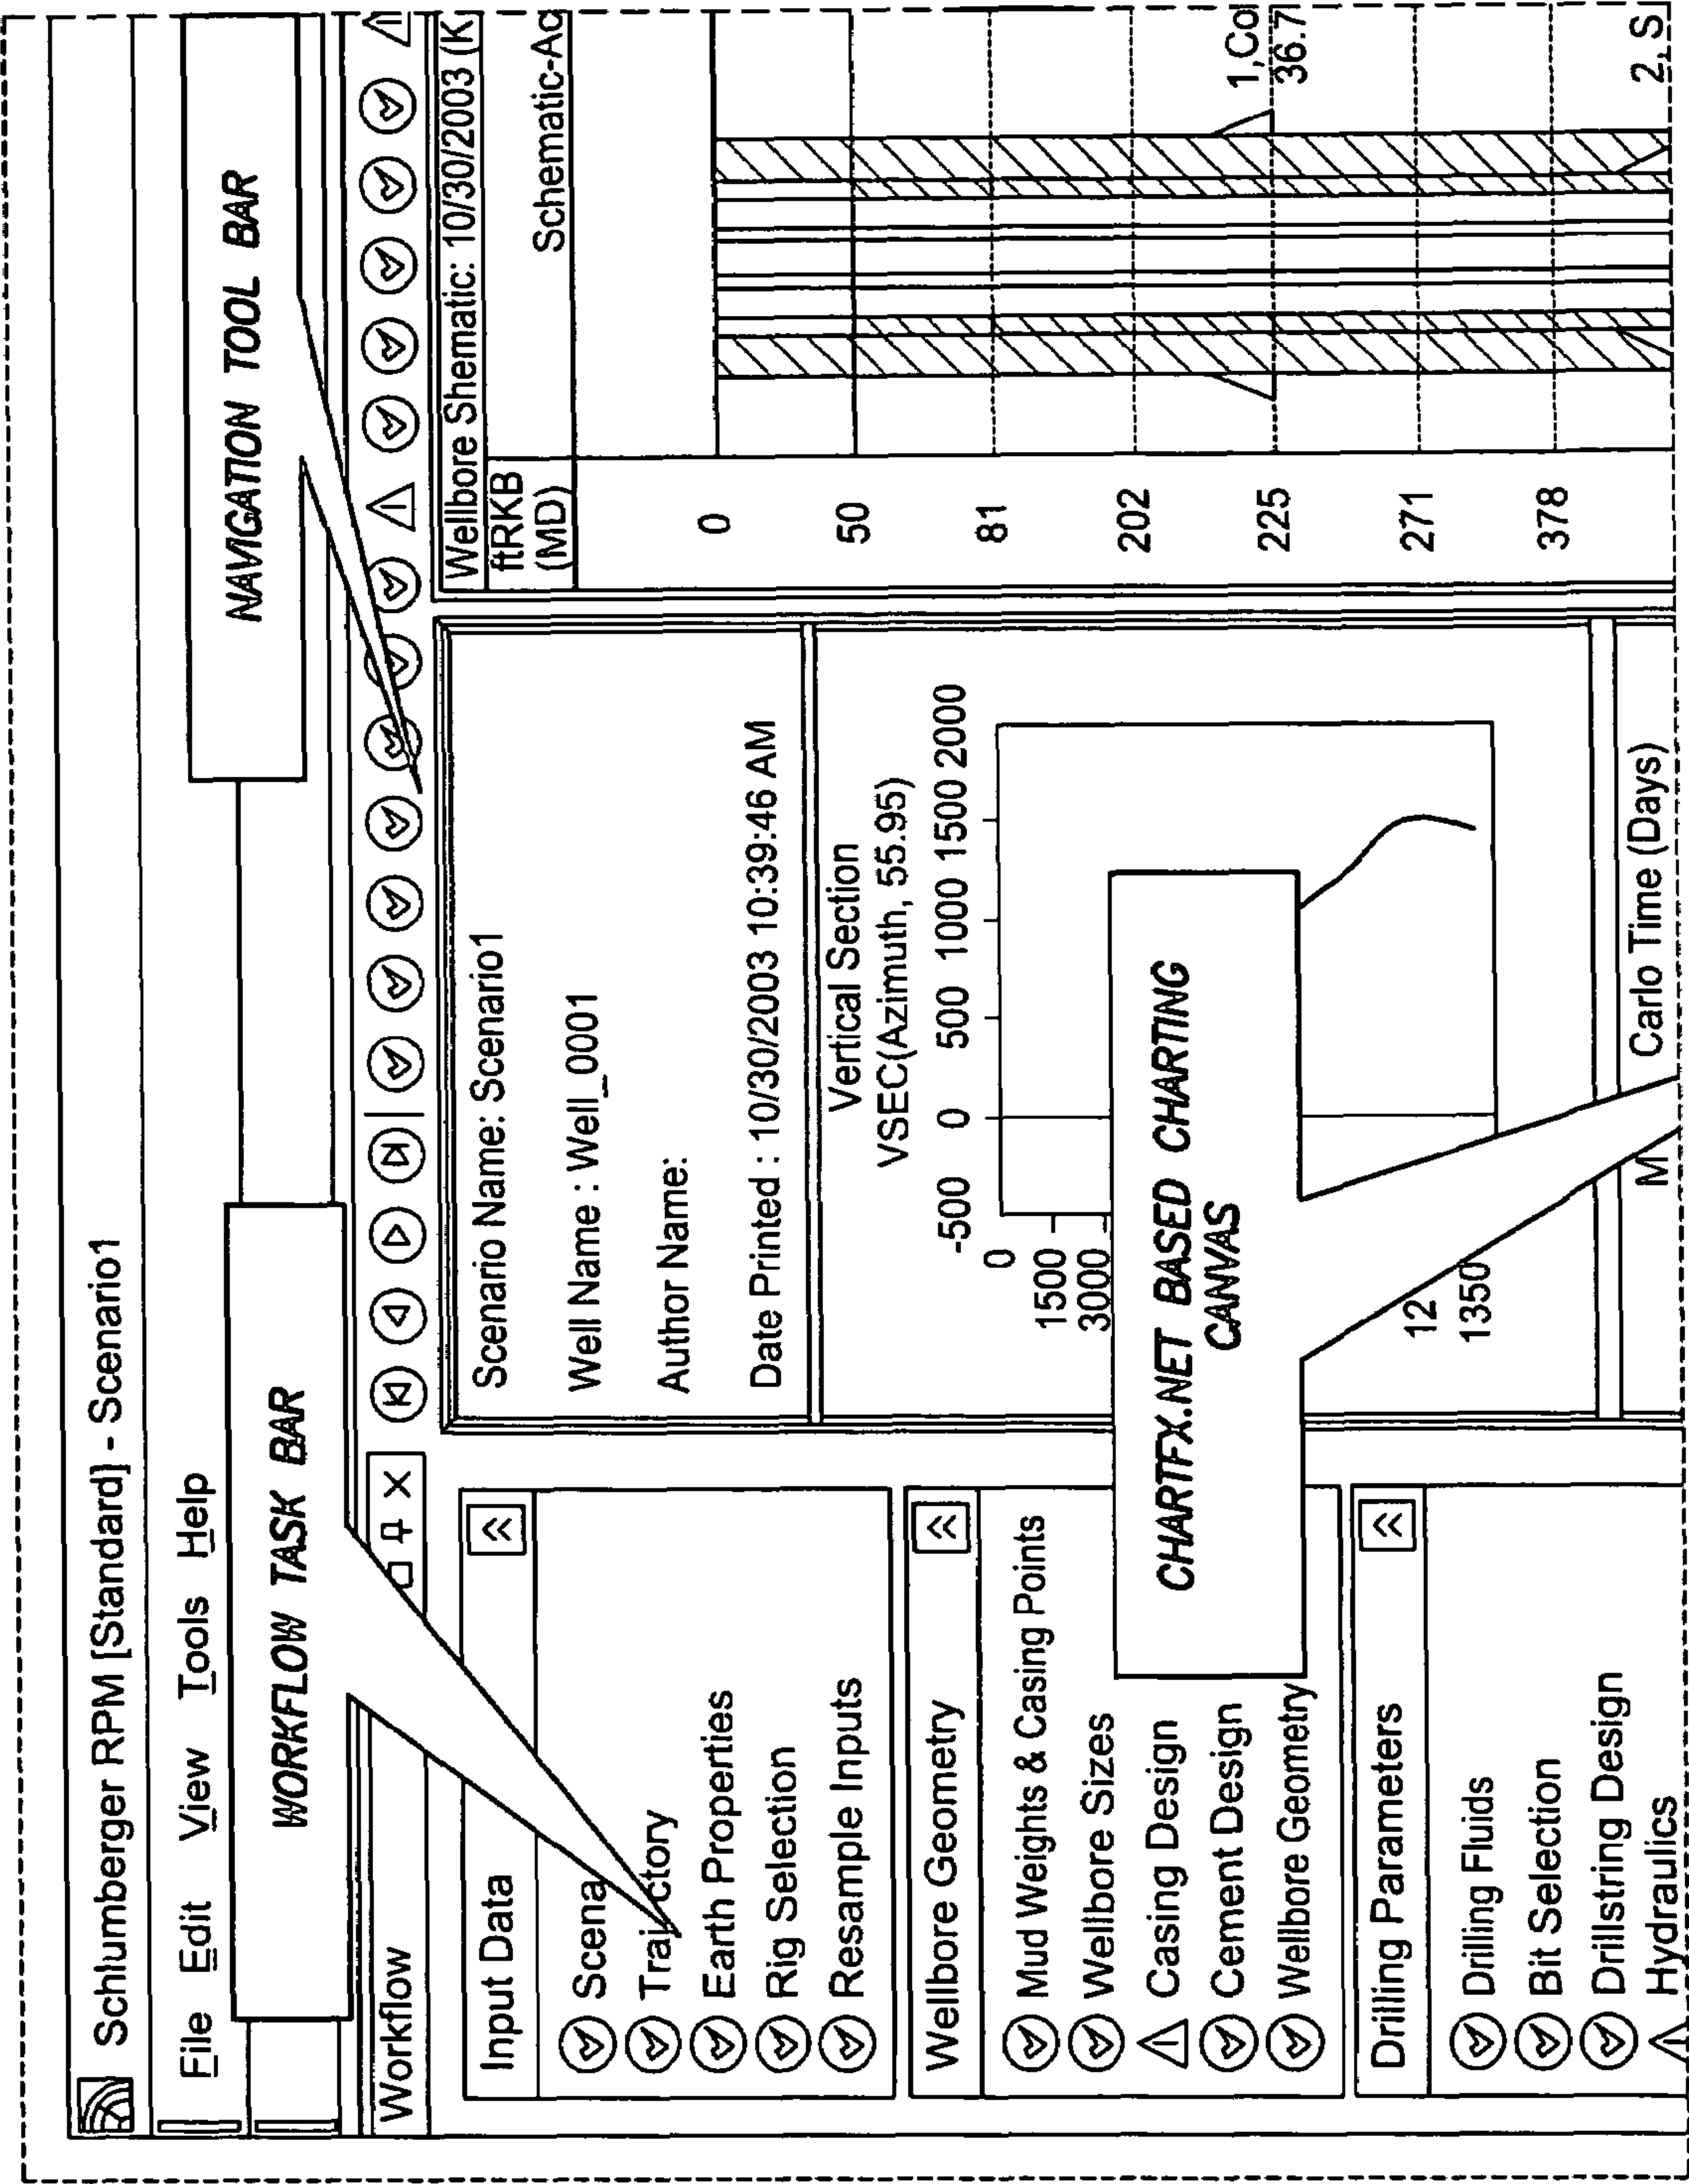 Schlumberger RPM [Standard] - Scenario1
File Edit View Tools Help
NAVIGATION TOOL BAR
WORKFLOW TASK BAR
Workflow
Input Data
Scena
Trajectory
Earth Properties
Rig Selection
Resample Inputs
Wellbore Geometry
Mud Weights & Casing Points
Wellbore Sizes
Casing Design
Cement Design
Wellbore Geometry
Drilling Parameters
Drilling Fluids
Bit Selection
Drillstring Design
Hydraulics
Scenario Name: Scenario1
Well Name : Well_0001
Author Name:
Date Printed : 10/30/2003 10:39:46 AM
Vertical Section
VSEC(Azimuth, 55.95)
-500 0 500 1000 1500 2000
0
1500
3000
12
1350
CHARTFX.NET BASED CHARTING
CANVAS
M Carlo Time (Days)
Wellbore Shematic: 10/30/2003 (K
ftRKB
(MD)
Schematic-Ac
0
50
81
202
225
271
378
1,Col
36.7
2,S